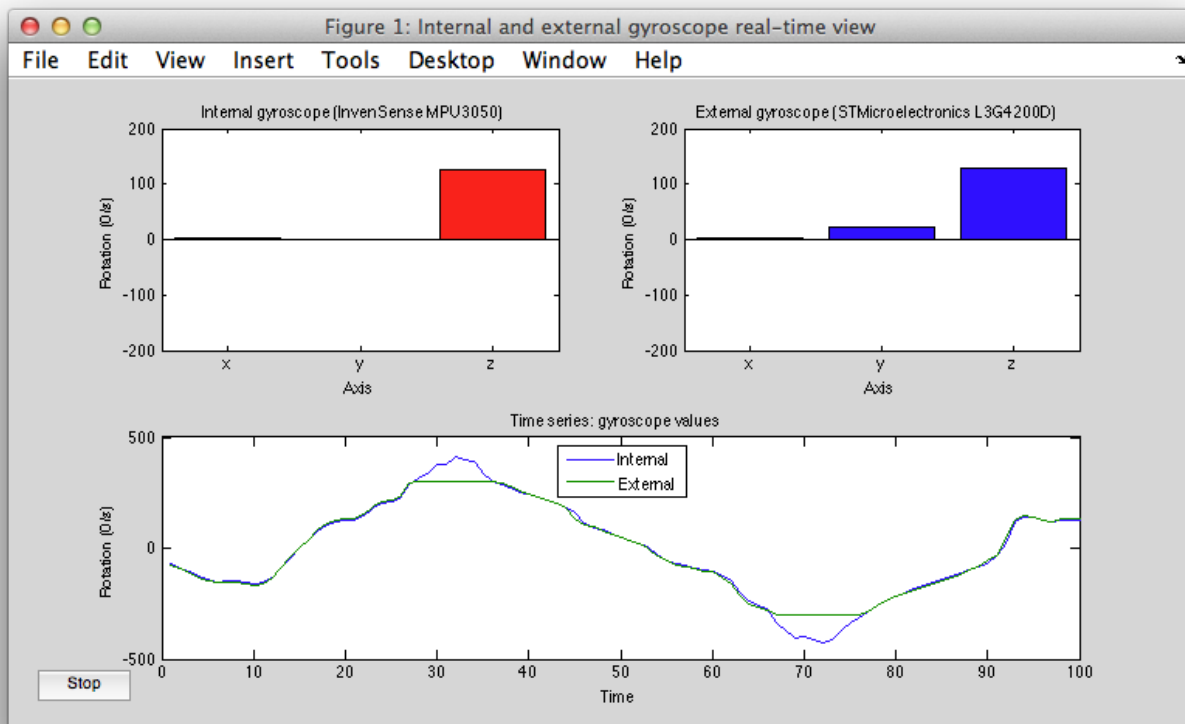 Figure 1: Internal and external gyroscope real-time view
File Edit View Insert Tools Desktop Window Help
Internal gyroscope (InvenSense MPU3050)
200
100
0
-100
-200
Rotation (0/s)
x y z
Axis
External gyroscope (STMicroelectronics L3G4200D)
200
100
0
-100
-200
Rotation (0/s)
x y z
Axis
Time series: gyroscope values
500
0
-500
Rotation (0/s)
Internal
External
0 10 20 30 40 50 60 70 80 90 100
Time
Stop